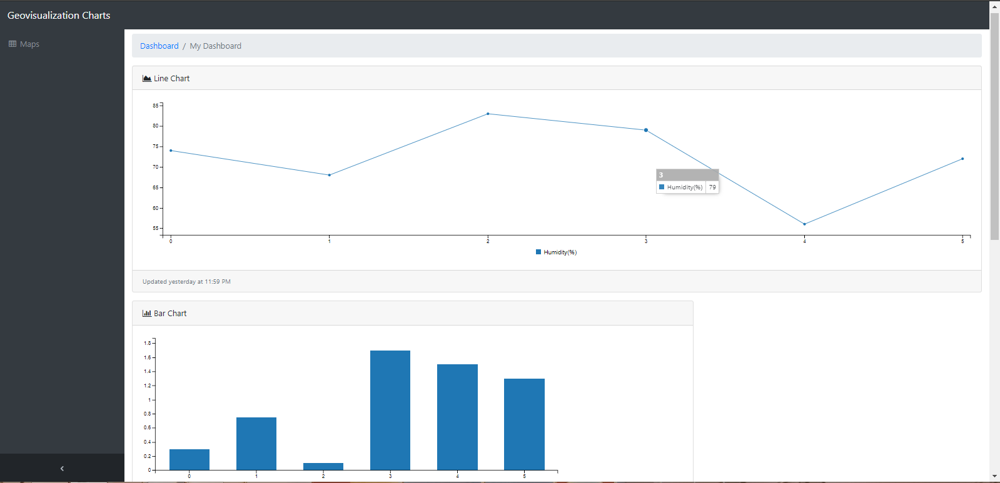 Geovisualization Charts
Maps
Dashboard / My Dashboard
Line Chart
85
80
75
70
65
60
55
0 1 2 3 4 5
3
Humidity(%) 79
Humidity(%)
Updated yesterday at 11:59 PM
Bar Chart
1.8
1.6
1.4
1.2
1
0.8
0.6
0.4
0.2
0
0 1 2 3 4 5